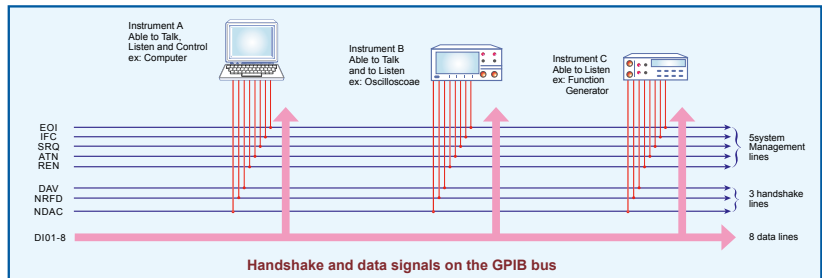 Instrument A
Able to Talk,
Listen and Control
ex: Computer
Instrument B
Able to Talk
and to Listen
ex: Oscilloscoae
Instrument C
Able to Listen
ex: Function
Generator
EOI
IFC
SRQ
ATN
REN
5system
Management
lines
DAV
NRFD
NDAC
3 handshake
lines
DI01-8
8 data lines
Handshake and data signals on the GPIB bus